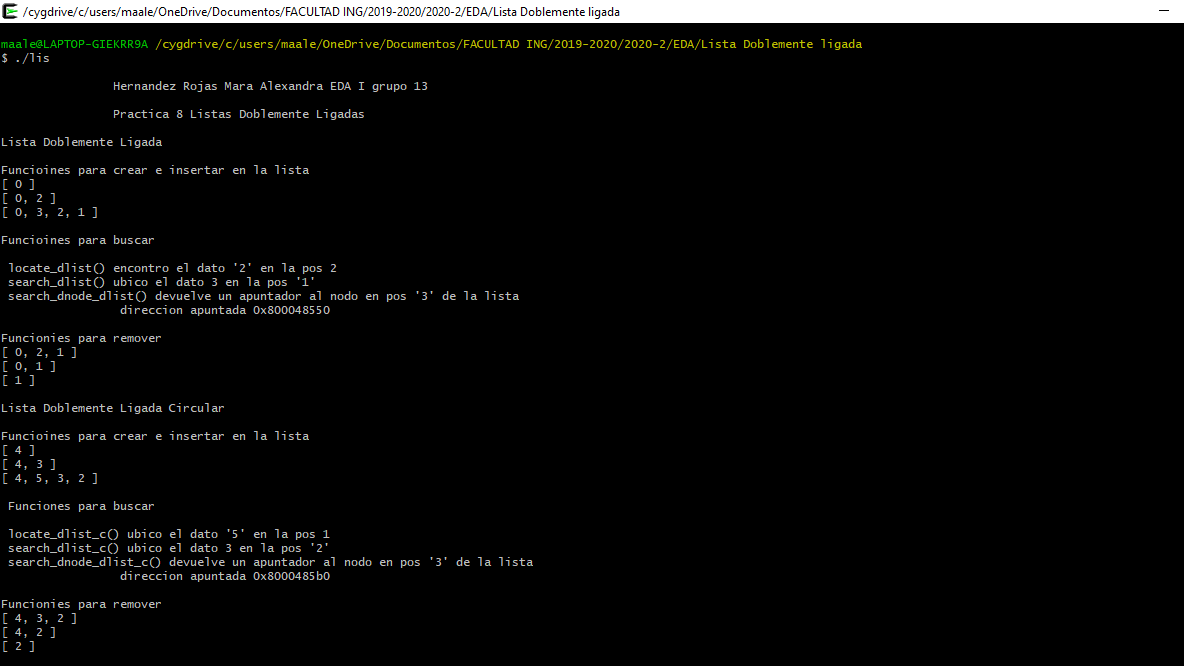 /cygdrive/c/users/maale/OneDrive/Documentos/FACULTAD ING/2019-2020/2020-2/EDA/Lista Doblemente ligada
maale@LAPTOP-GIEKRR9A /cygdrive/c/users/maale/OneDrive/Documentos/FACULTAD ING/2019-2020/2020-2/EDA/Lista Doblemente ligada
$ ./lis
Hernandez Rojas Mara Alexandra EDA I grupo 13
Practica 8 Listas Doblemente Ligadas
Lista Doblemente Ligada
Funcioines para crear e insertar en la lista
[ 0 ]
[ 0, 2 ]
[ 0, 3, 2, 1 ]
Funcioines para buscar
locate_dlist() encontro el dato '2' en la pos 2
search_dlist() ubico el dato 3 en la pos '1'
search_dnode_dlist() devuelve un apuntador al nodo en pos '3' de la lista
direccion apuntada 0x800048550
Funcionies para remover
[ 0, 2, 1 ]
[ 0, 1 ]
[ 1 ]
Lista Doblemente Ligada Circular
Funcioines para crear e insertar en la lista
[ 4 ]
[ 4, 3 ]
[ 4, 5, 3, 2 ]
Funciones para buscar
locate_dlist_c() ubico el dato '5' en la pos 1
search_dlist_c() ubico el dato 3 en la pos '2'
search_dnode_dlist_c() devuelve un apuntador al nodo en pos '3' de la lista
direccion apuntada 0x8000485b0
Funcionies para remover
[ 4, 3, 2 ]
[ 4, 2 ]
[ 2 ]